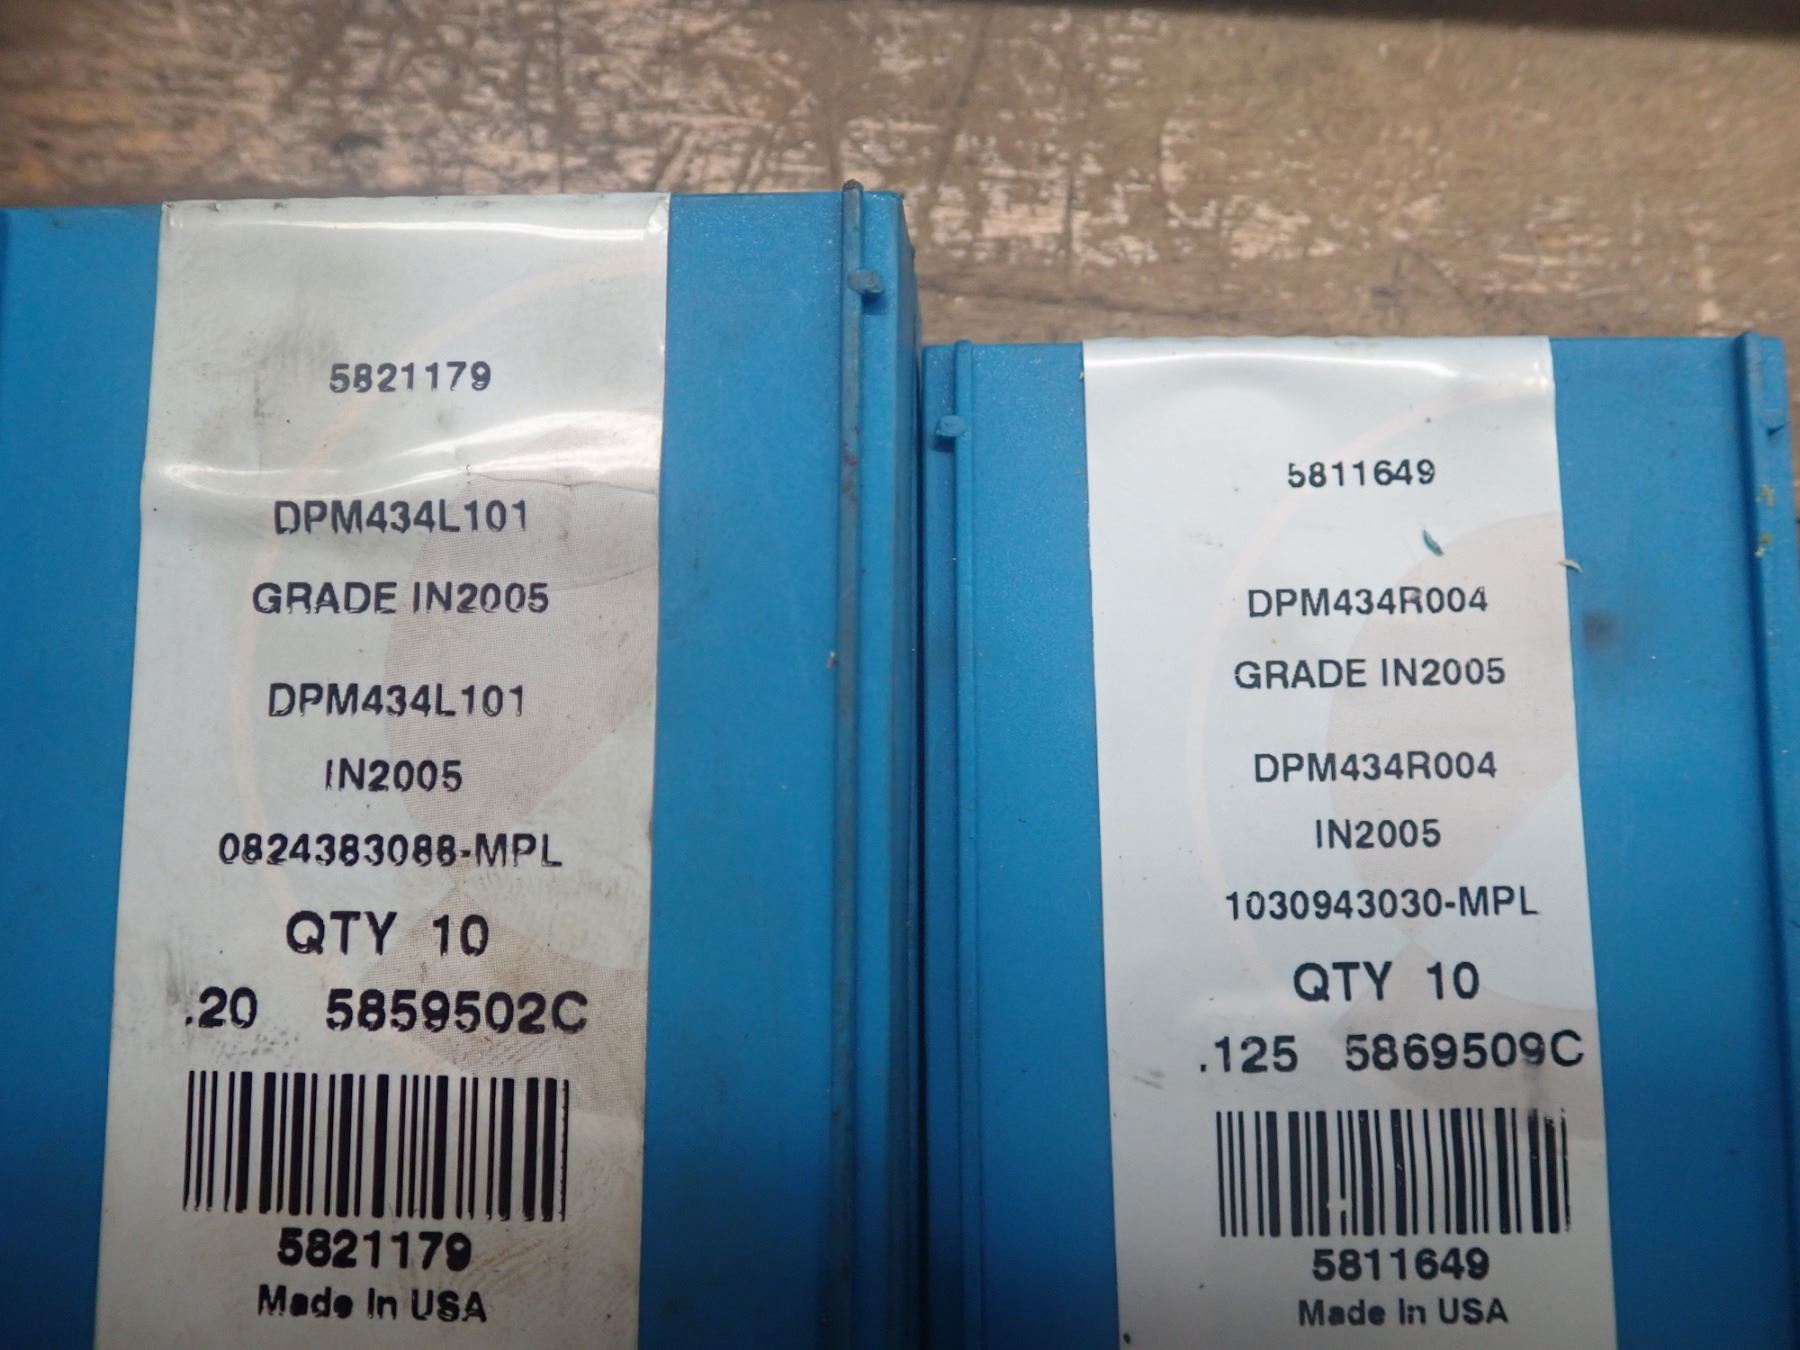 5821179
DPM434L101
GRADE IN2005
DPM434L101
IN2005
0824383088-MPL
QTY 10
.20 5859502C
5821179
Made In USA
5811649
DPM434R004
GRADE IN2005
DPM434R004
IN2005
1030943030-MPL
QTY 10
.125 5869509C
5811649
Made In USA